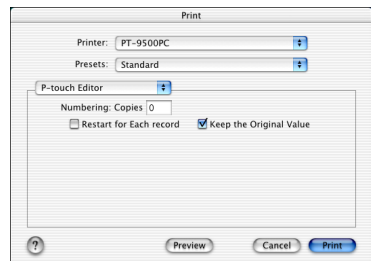 Print
Printer: PT-9500PC
Presets: Standard
P-touch Editor
Numbering: Copies 0
Restart for Each record Keep the Original Value
? Preview Cancel Print